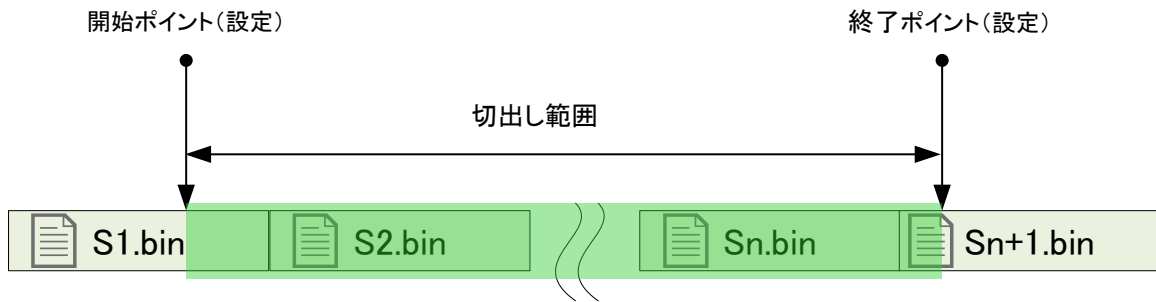 開始ポイント（設定）
終了ポイント（設定）
切出し範囲
S1.bin
S2.bin
Sn.bin
Sn+1.bin